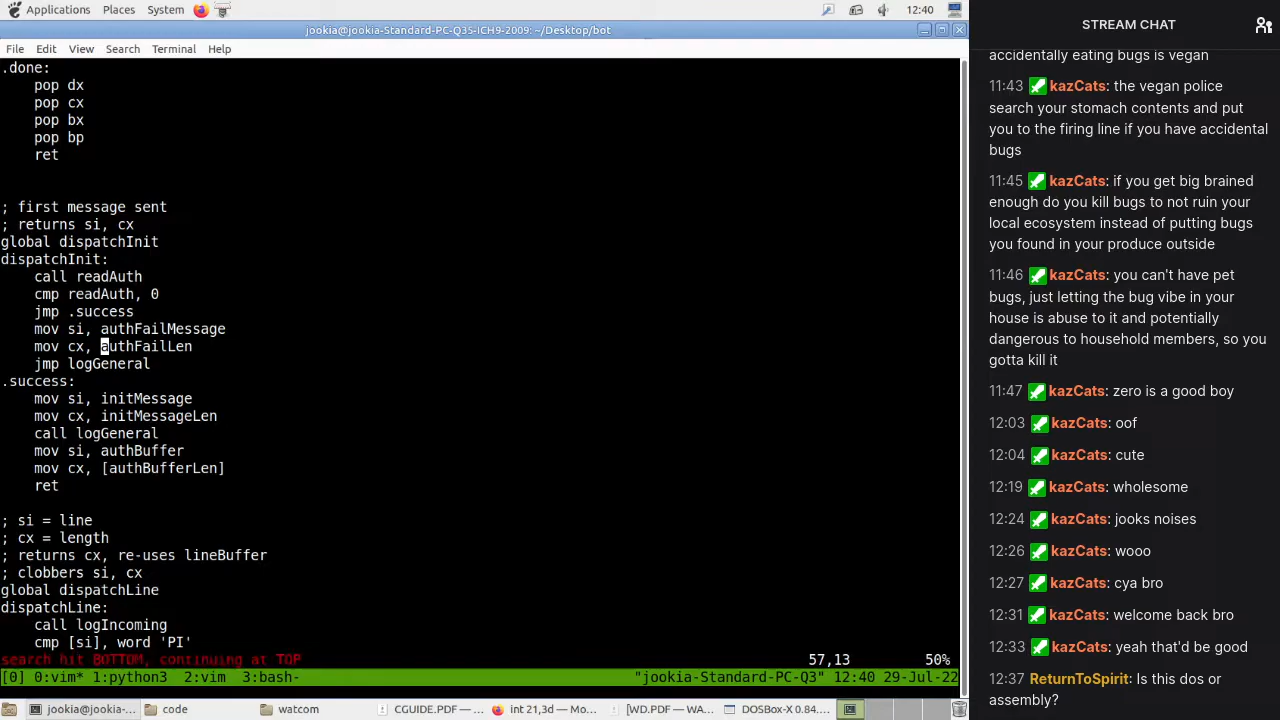 Applications Places System 12:40
jookia@jookia-Standard-PC-Q35-ICH9-2009: ~/Desktop/bot
File Edit View Search Terminal Help
.done:
pop dx
pop cx
pop bx
pop bp
ret
; first message sent
; returns si, cx
global dispatchInit
dispatchInit:
call readAuth
cmp readAuth, 0
jmp .success
mov si, authFailMessage
mov cx, authFailLen
jmp logGeneral
.success:
mov si, initMessage
mov cx, initMessageLen
call logGeneral
mov si, authBuffer
mov cx, [authBufferLen]
ret
; si = line
; cx = length
; returns cx, re-uses lineBuffer
; clobbers si, cx
global dispatchLine
dispatchLine:
call logIncoming
cmp [si], word 'PI'
search hit BOTTOM, continuing at TOP 57,13 50%
[0] 0:vim* 1:python3 2:vim 3:bash- "jookia-Standard-PC-Q3" 12:40 29-Jul-22
jookia@jookia-... code watcom CGUIDE.PDF — ... int 21,3d — Mo... [WD.PDF — WA... DOSBox-X 0.84....
STREAM CHAT
accidentally eating bugs is vegan
11:43 kazCats: the vegan police
search your stomach contents and put
you to the firing line if you have accidental
bugs
11:45 kazCats: if you get big brained
enough do you kill bugs to not ruin your
local ecosystem instead of putting bugs
you found in your produce outside
11:46 kazCats: you can't have pet
bugs, just letting the bug vibe in your
house is abuse to it and potentially
dangerous to household members, so you
gotta kill it
11:47 kazCats: zero is a good boy
12:03 kazCats: oof
12:04 kazCats: cute
12:19 kazCats: wholesome
12:24 kazCats: jooks noises
12:26 kazCats: wooo
12:27 kazCats: cya bro
12:31 kazCats: welcome back bro
12:33 kazCats: yeah that'd be good
12:37 ReturnToSpirit: Is this dos or
assembly?